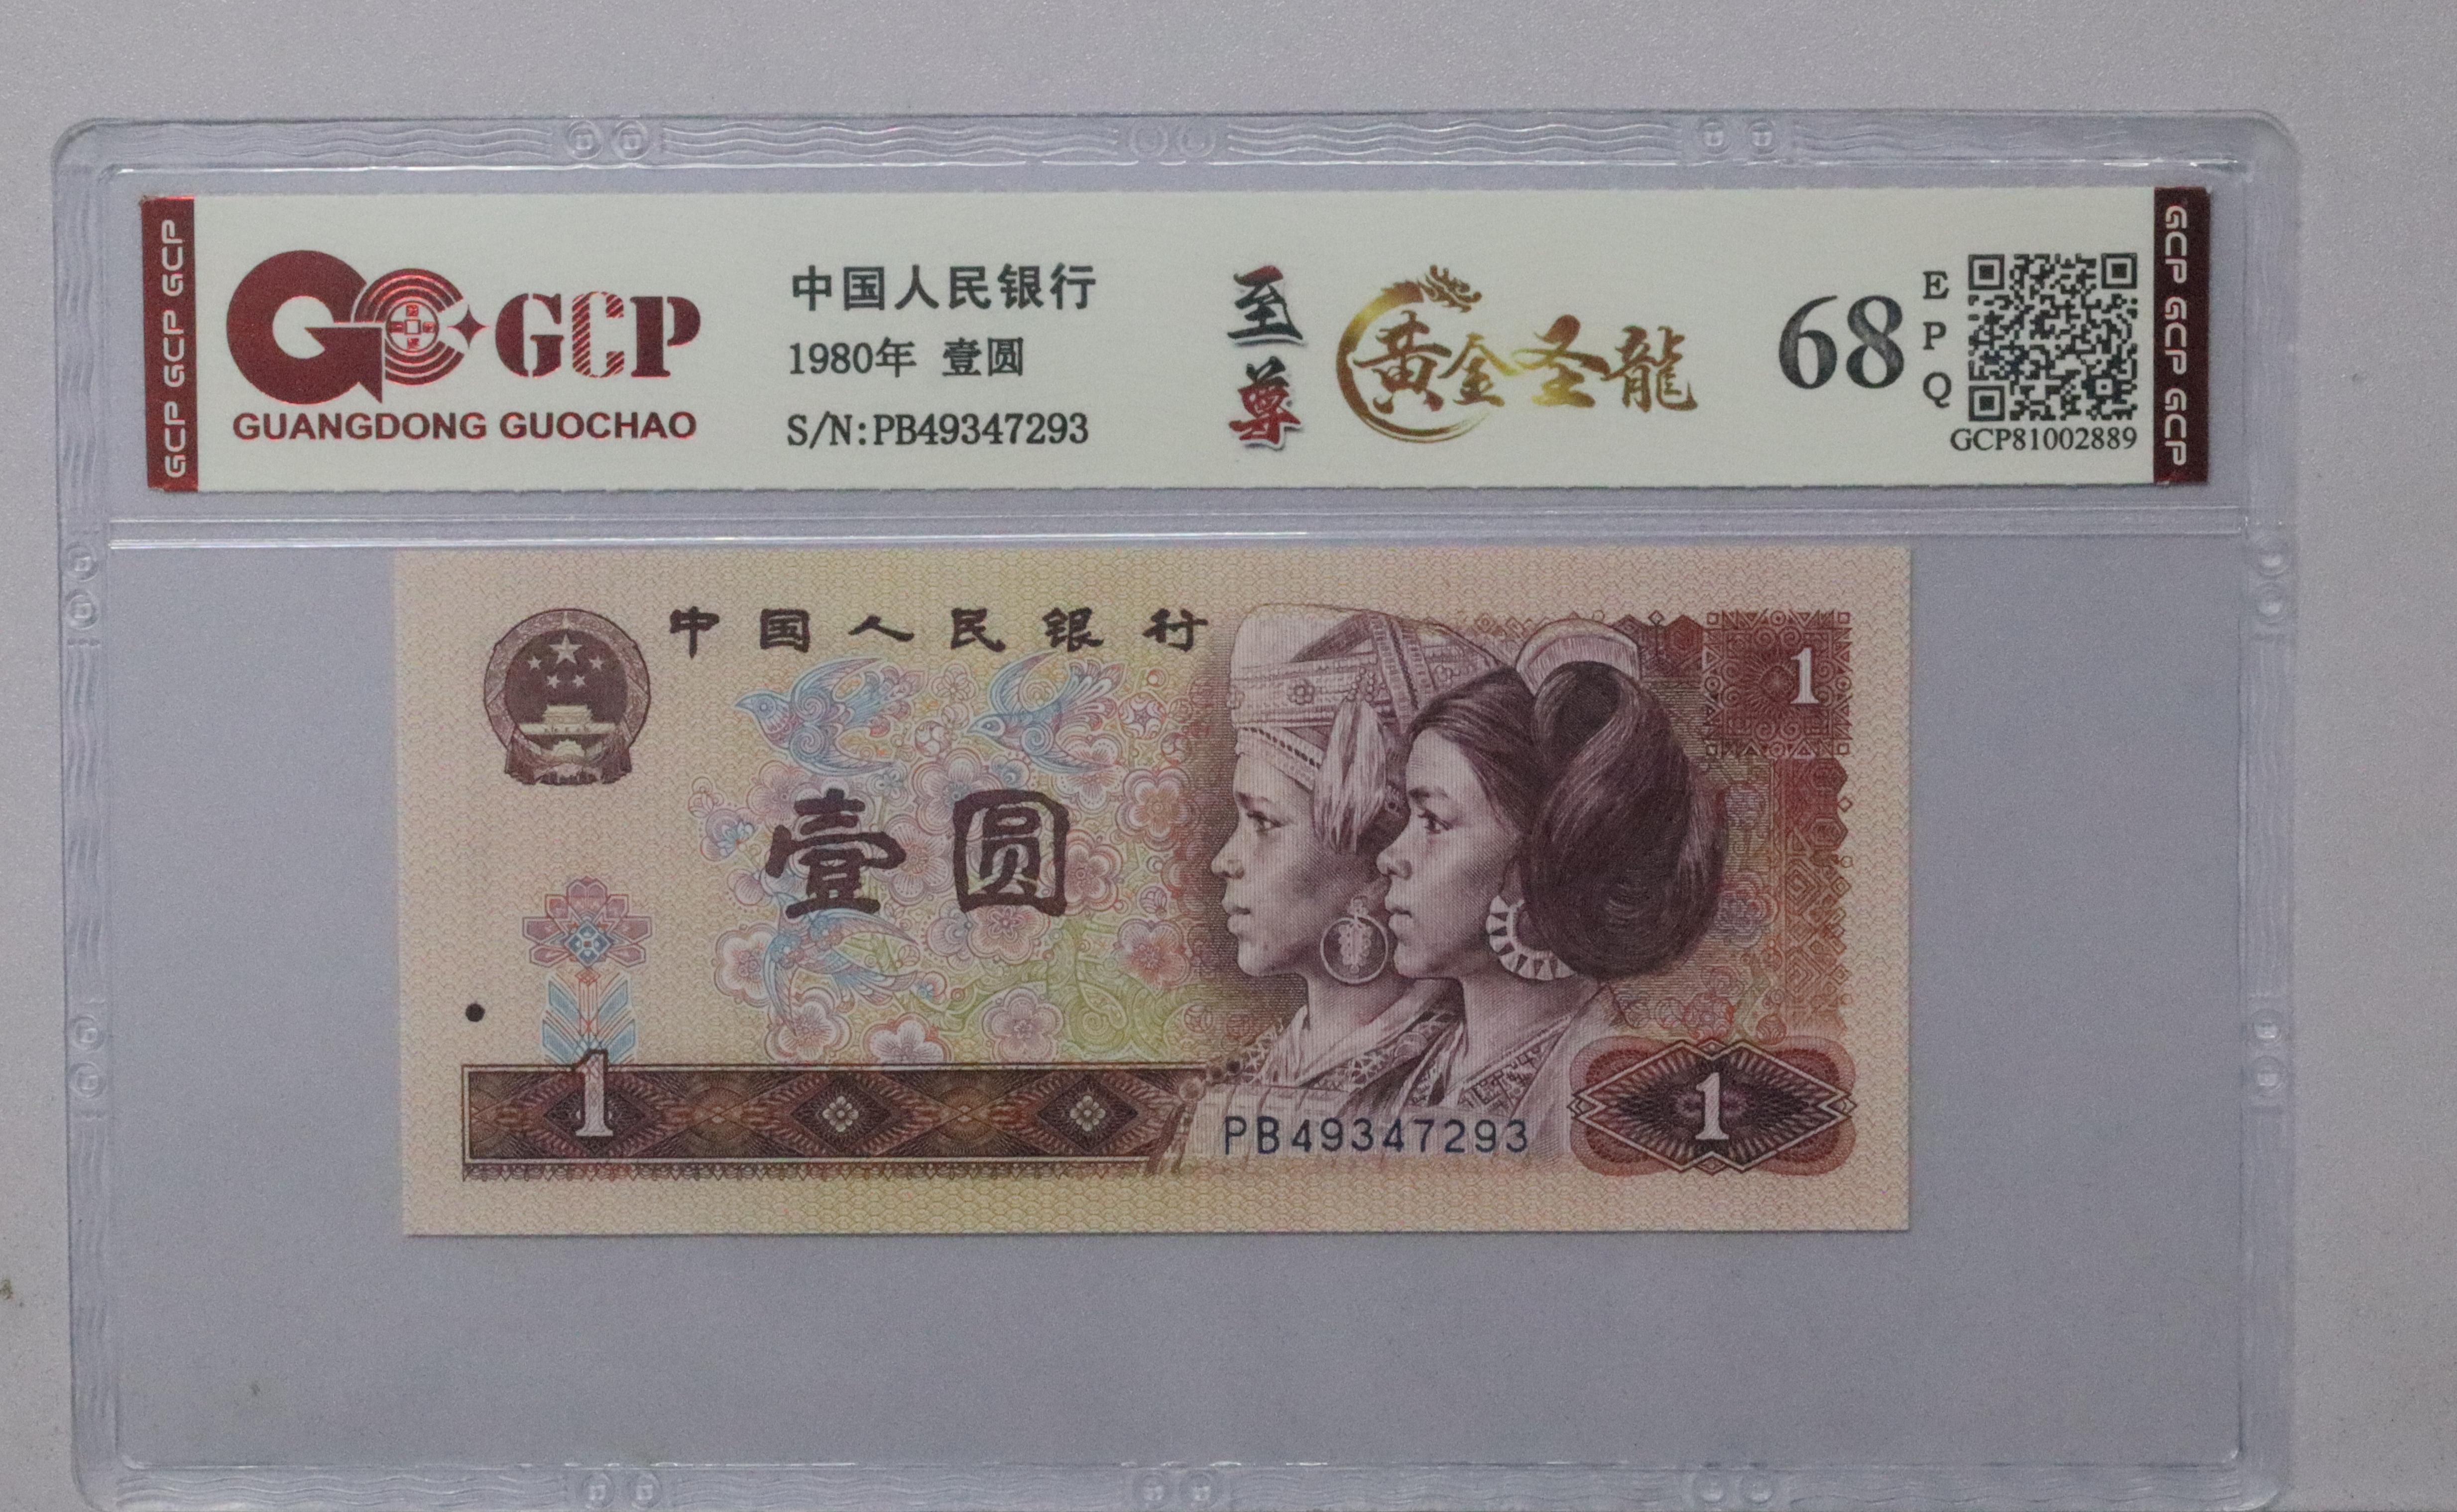 GCP GCP GCP
GCP
GUANGDONG GUOCHAO
中国人民银行
1980年 壹圆
S/N:PB49347293
至尊
黄金圣龍
68
EPQ
GCP81002889
GCP GCP GCP
中国人民银行
1
壹圆
1
PB49347293
1